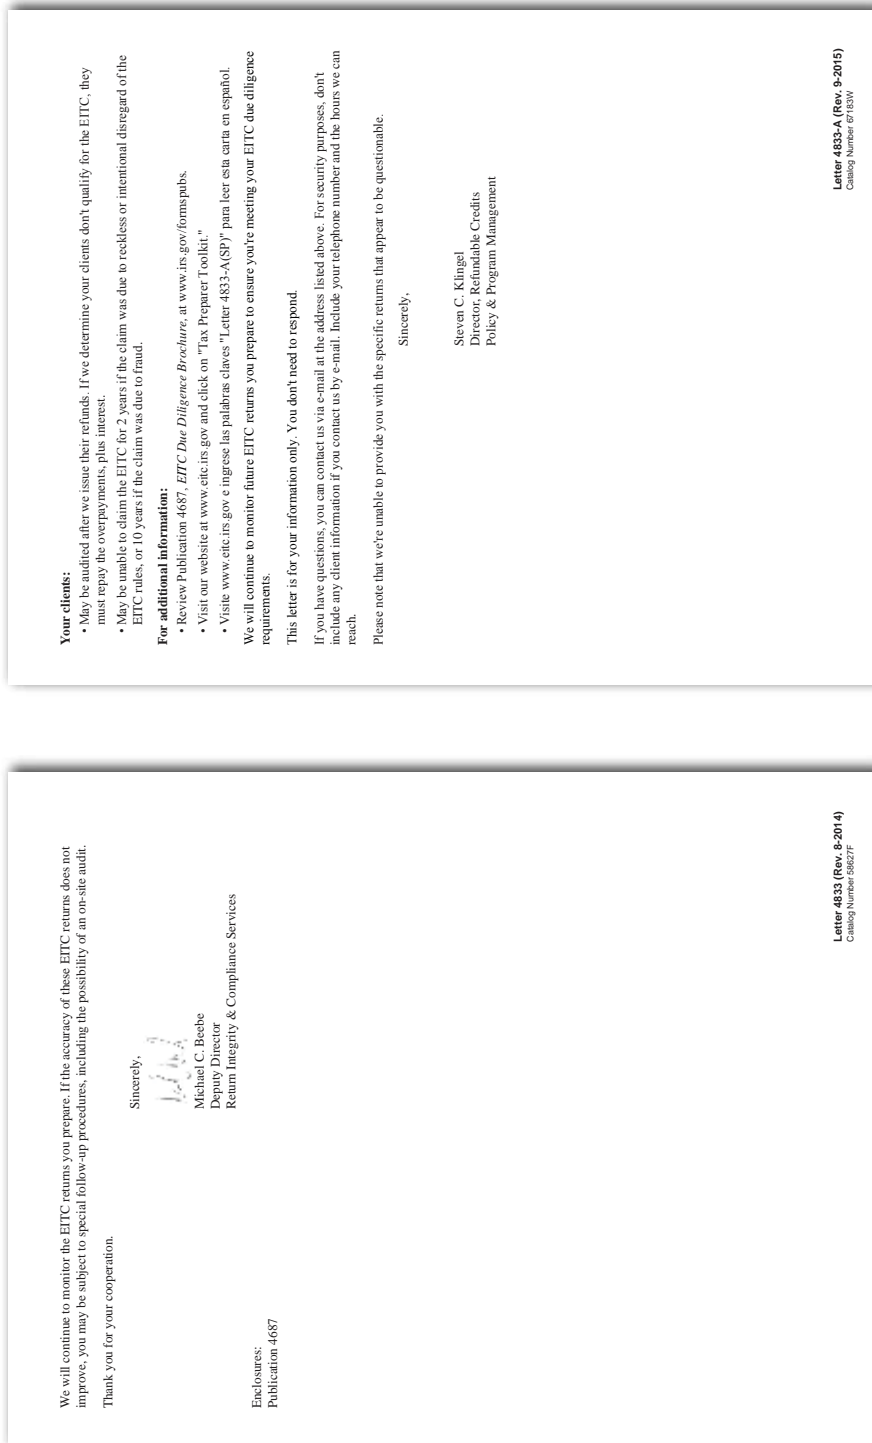 We will continue to monitor the EITC returns you prepare. If the accuracy of these EITC returns does not
improve, you may be subject to special follow-up procedures, including the possibility of an on-site audit.
Thank you for your cooperation.
Sincerely,
Michael C. Beebe
Deputy Director
Return Integrity & Compliance Services
Enclosures:
Publication 4687
Letter 4833 (Rev. 8-2014)
Catalog Number 58627F
Your clients:
• May be audited after we issue their refunds. If we determine your clients don't qualify for the EITC, they
must repay the overpayments, plus interest.
• May be unable to claim the EITC for 2 years if the claim was due to reckless or intentional disregard of the
EITC rules, or 10 years if the claim was due to fraud.
For additional information:
• Review Publication 4687, EITC Due Diligence Brochure, at www.irs.gov/formspubs.
• Visit our website at www.eitc.irs.gov and click on "Tax Preparer Toolkit."
• Visite www.eitc.irs.gov e ingrese las palabras claves "Letter 4833-A(SP)" para leer esta carta en español.
We will continue to monitor future EITC returns you prepare to ensure you're meeting your EITC due diligence
requirements.
This letter is for your information only. You don't need to respond.
If you have questions, you can contact us via e-mail at the address listed above. For security purposes, don't
include any client information if you contact us by e-mail. Include your telephone number and the hours we can
reach.
Please note that we're unable to provide you with the specific returns that appear to be questionable.
Sincerely,
Steven C. Klingel
Director, Refundable Credits
Policy & Program Management
Letter 4833-A (Rev. 9-2015)
Catalog Number 67183W